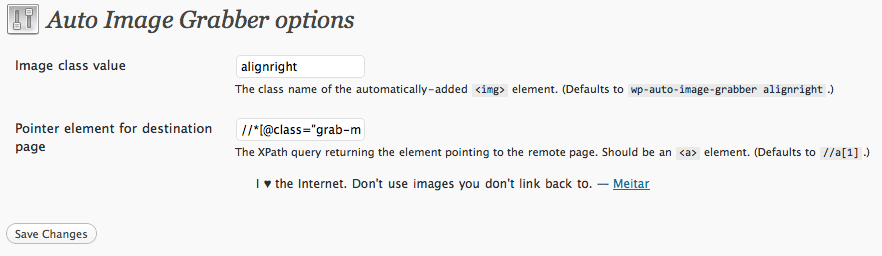 Auto Image Grabber options
Image class value
alignright
The class name of the automatically-added <img> element. (Defaults to wp-auto-image-grabber alignright.)
Pointer element for destination
page
//*[@class="grab-m
The XPath query returning the element pointing to the remote page. Should be an <a> element. (Defaults to //a[1].)
I ♥ the Internet. Don't use images you don't link back to. — Meitar
Save Changes